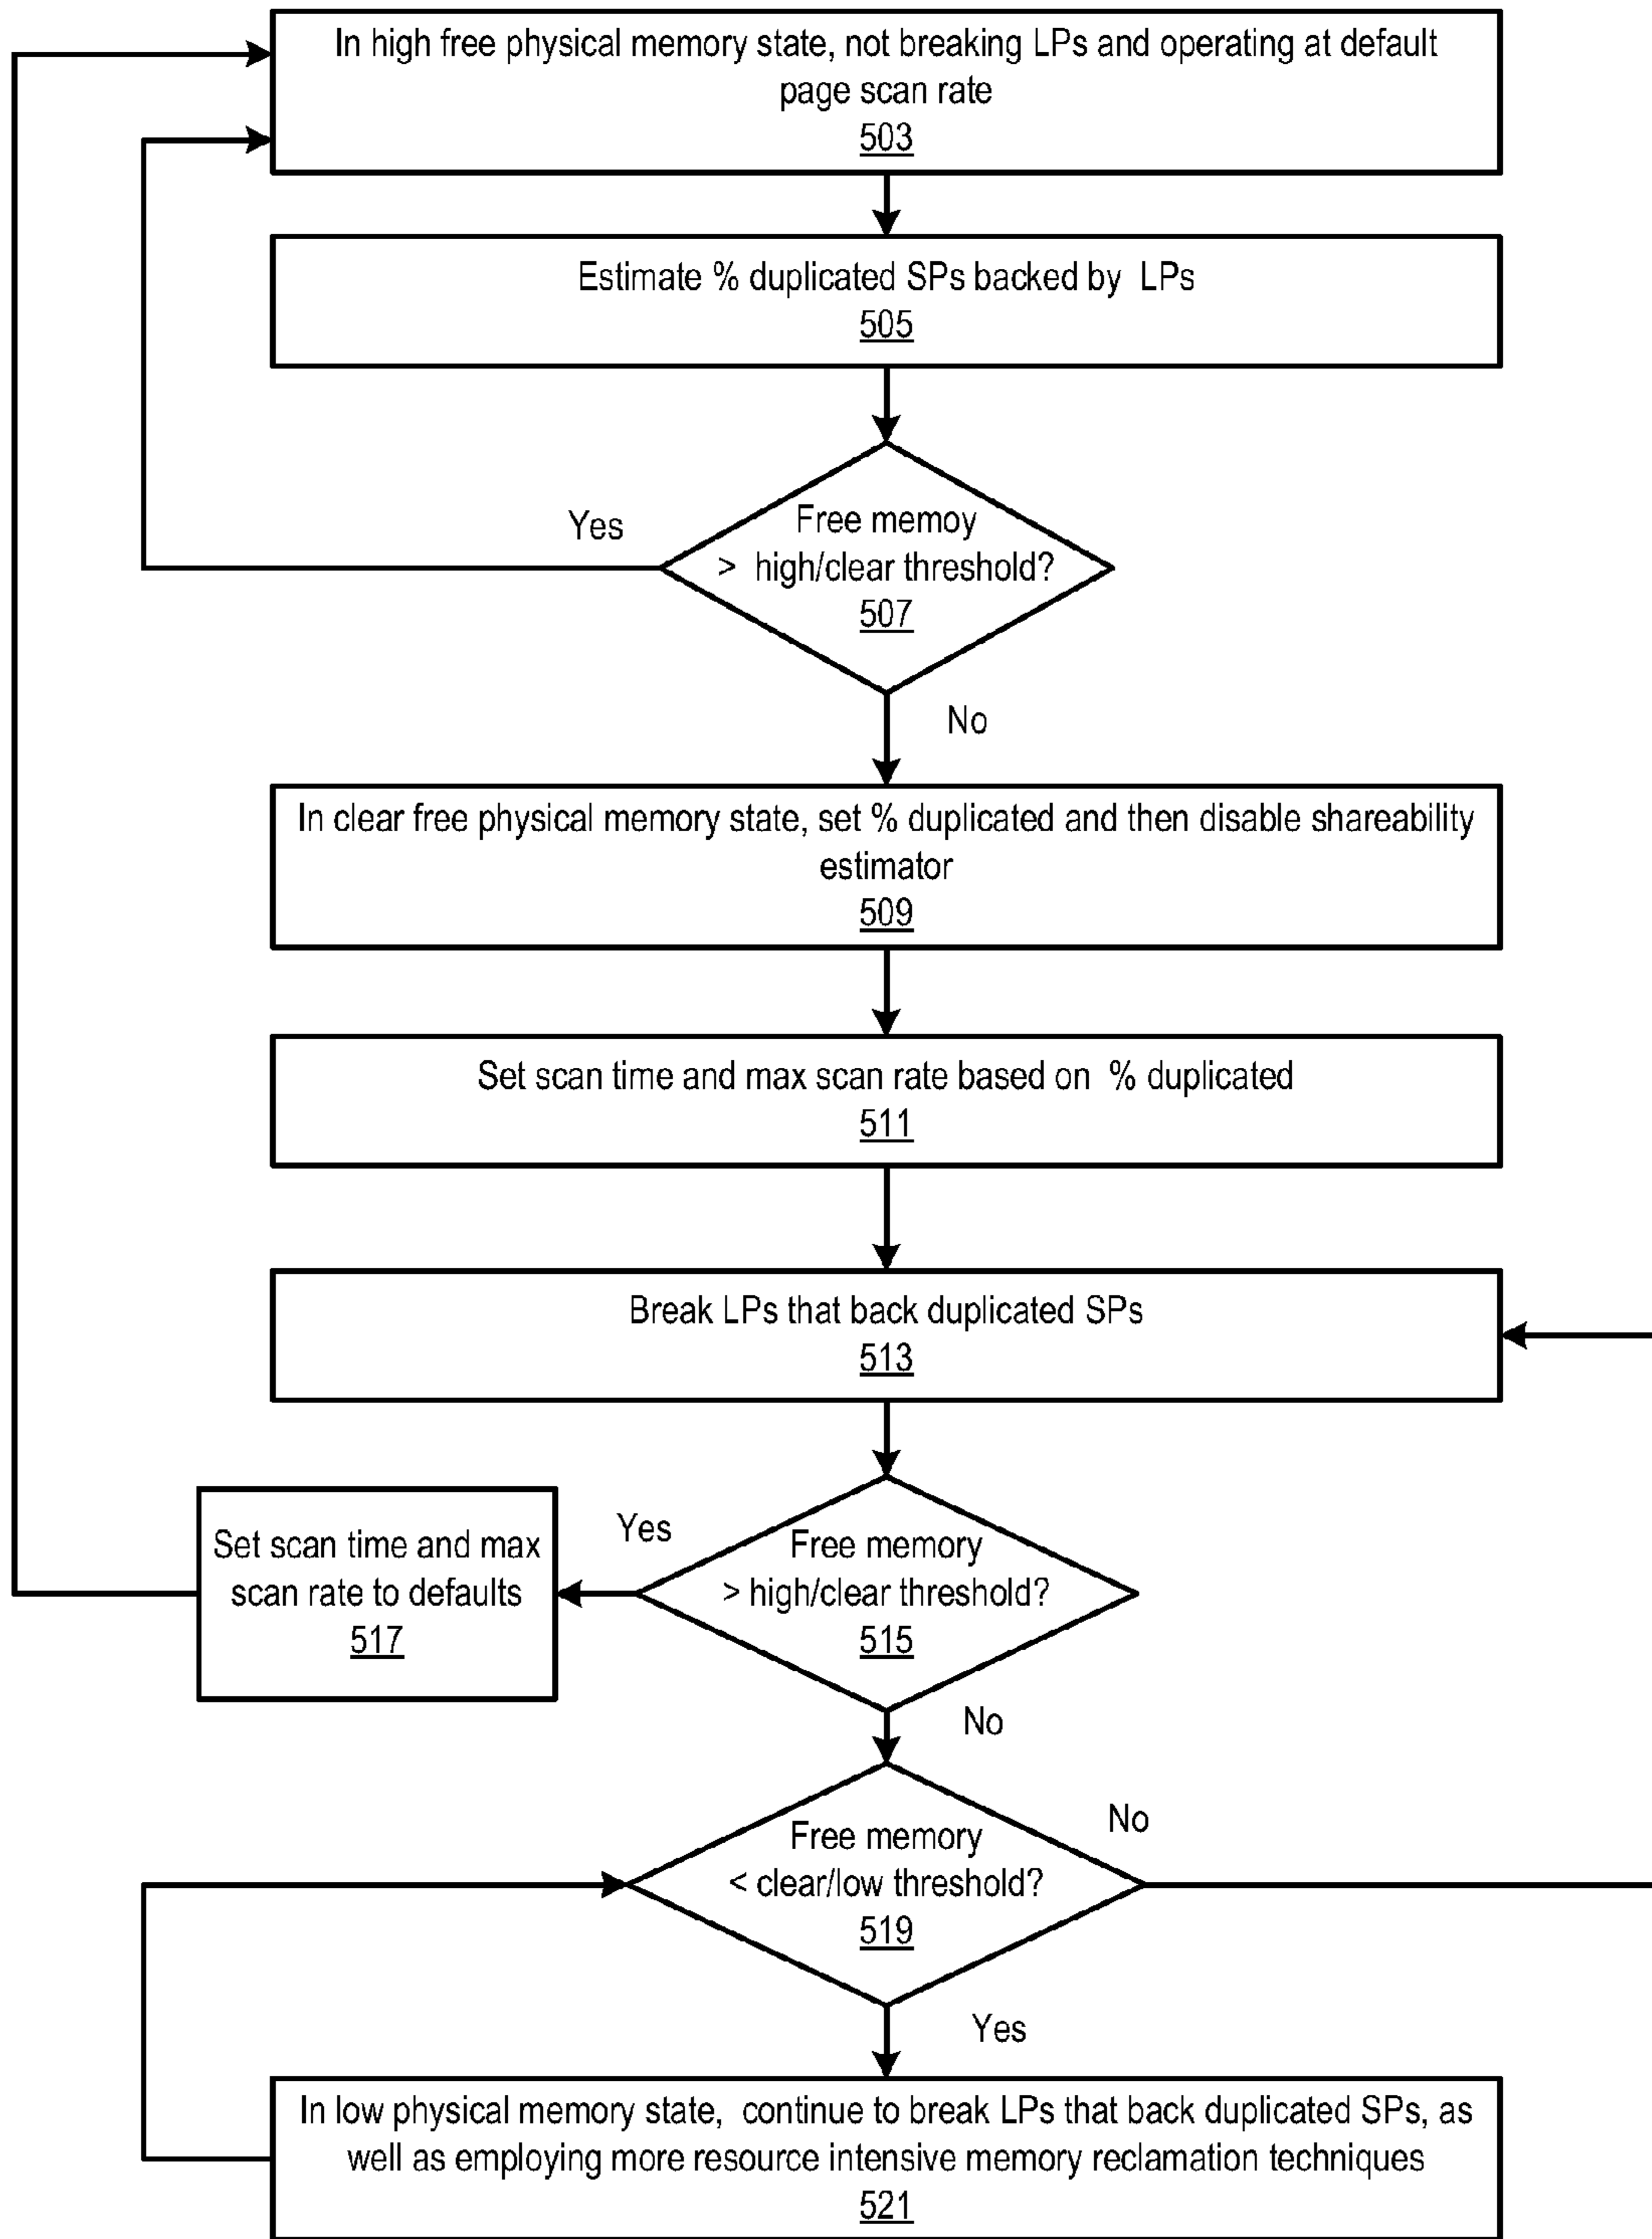 In high free physical memory state, not breaking LPs and operating at default
page scan rate
503
Estimate % duplicated SPs backed by LPs
505
Yes
Free memoy
> high/clear threshold?
507
No
In clear free physical memory state, set % duplicated and then disable shareability
estimator
509
Set scan time and max scan rate based on % duplicated
511
Break LPs that back duplicated SPs
513
Set scan time and max
scan rate to defaults
517
Yes
Free memory
> high/clear threshold?
515
No
Free memory
< clear/low threshold?
519
No
Yes
In low physical memory state, continue to break LPs that back duplicated SPs, as
well as employing more resource intensive memory reclamation techniques
521